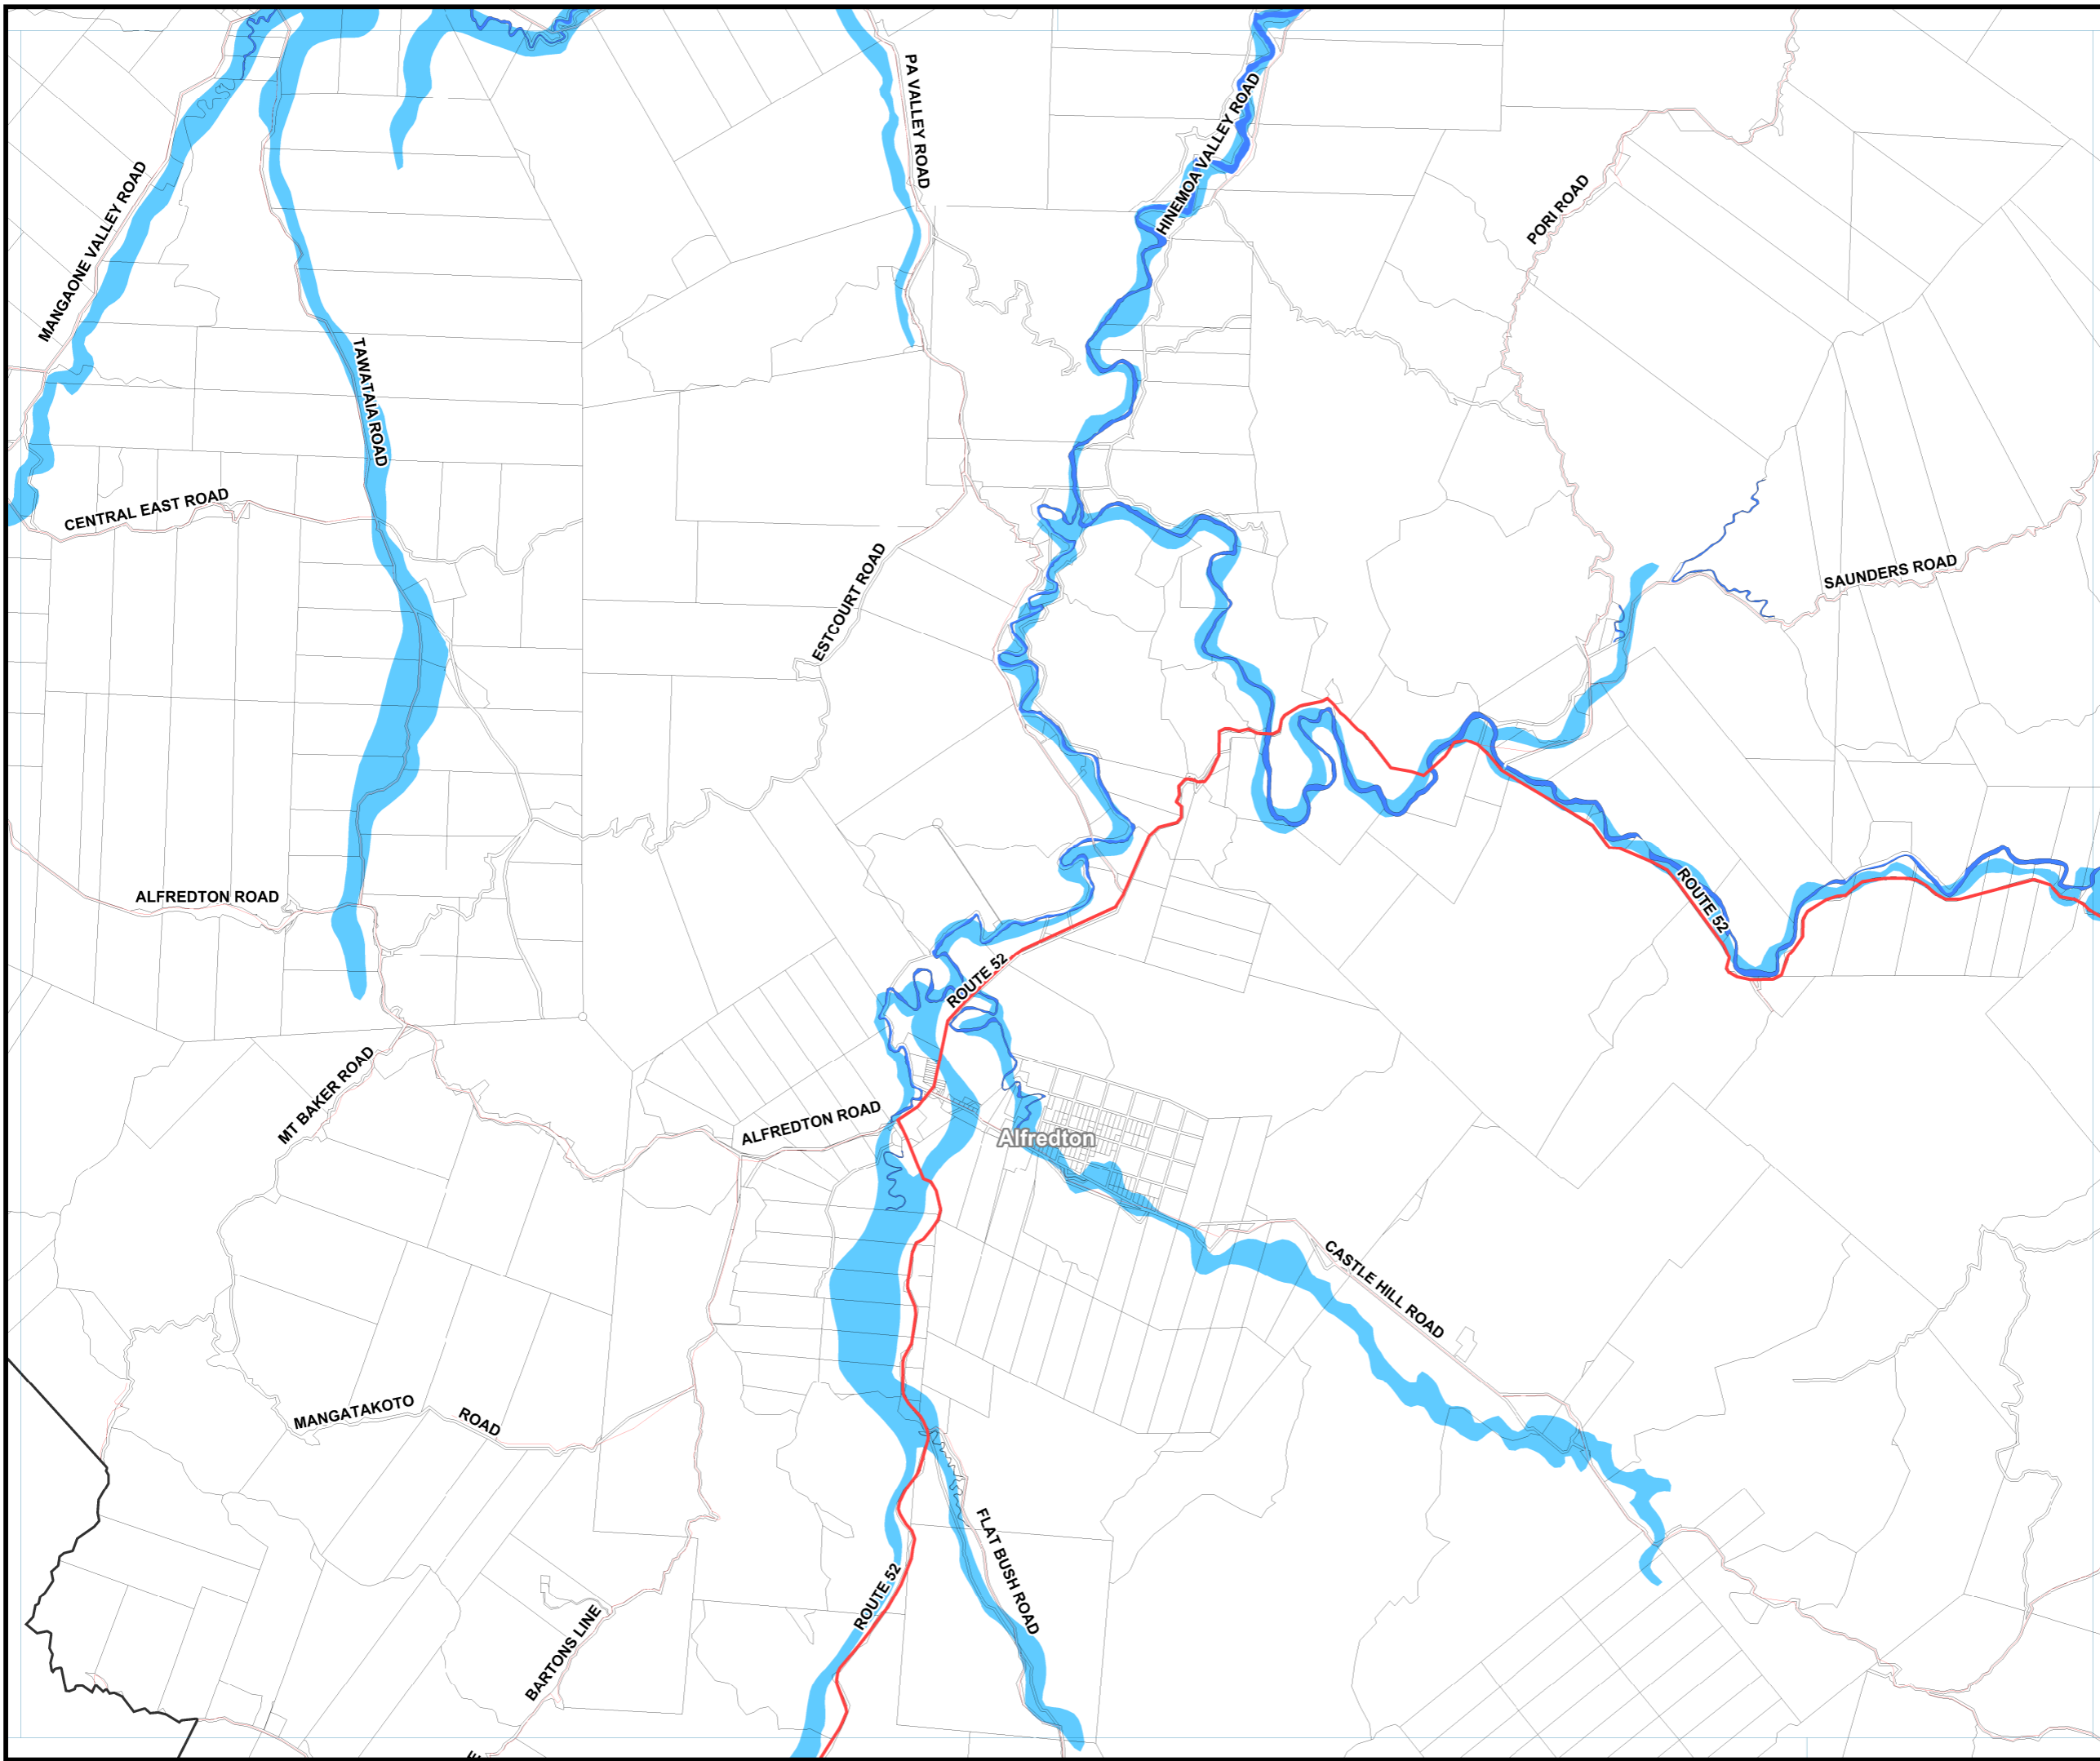 PA VALLEY ROAD
HINEMOA VALLEY ROAD
MANGAONE VALLEY ROAD
PORI ROAD
TAWATAIA ROAD
CENTRAL EAST ROAD
ESTCOURT ROAD
SAUNDERS ROAD
ALFREDTON ROAD
ROUTE 52
ROUTE 52
MT BAKER ROAD
ALFREDTON ROAD
Alfredton
CASTLE HILL ROAD
MANGATAKOTO ROAD
FLAT BUSH ROAD
ROUTE 52
BARTONS LINE